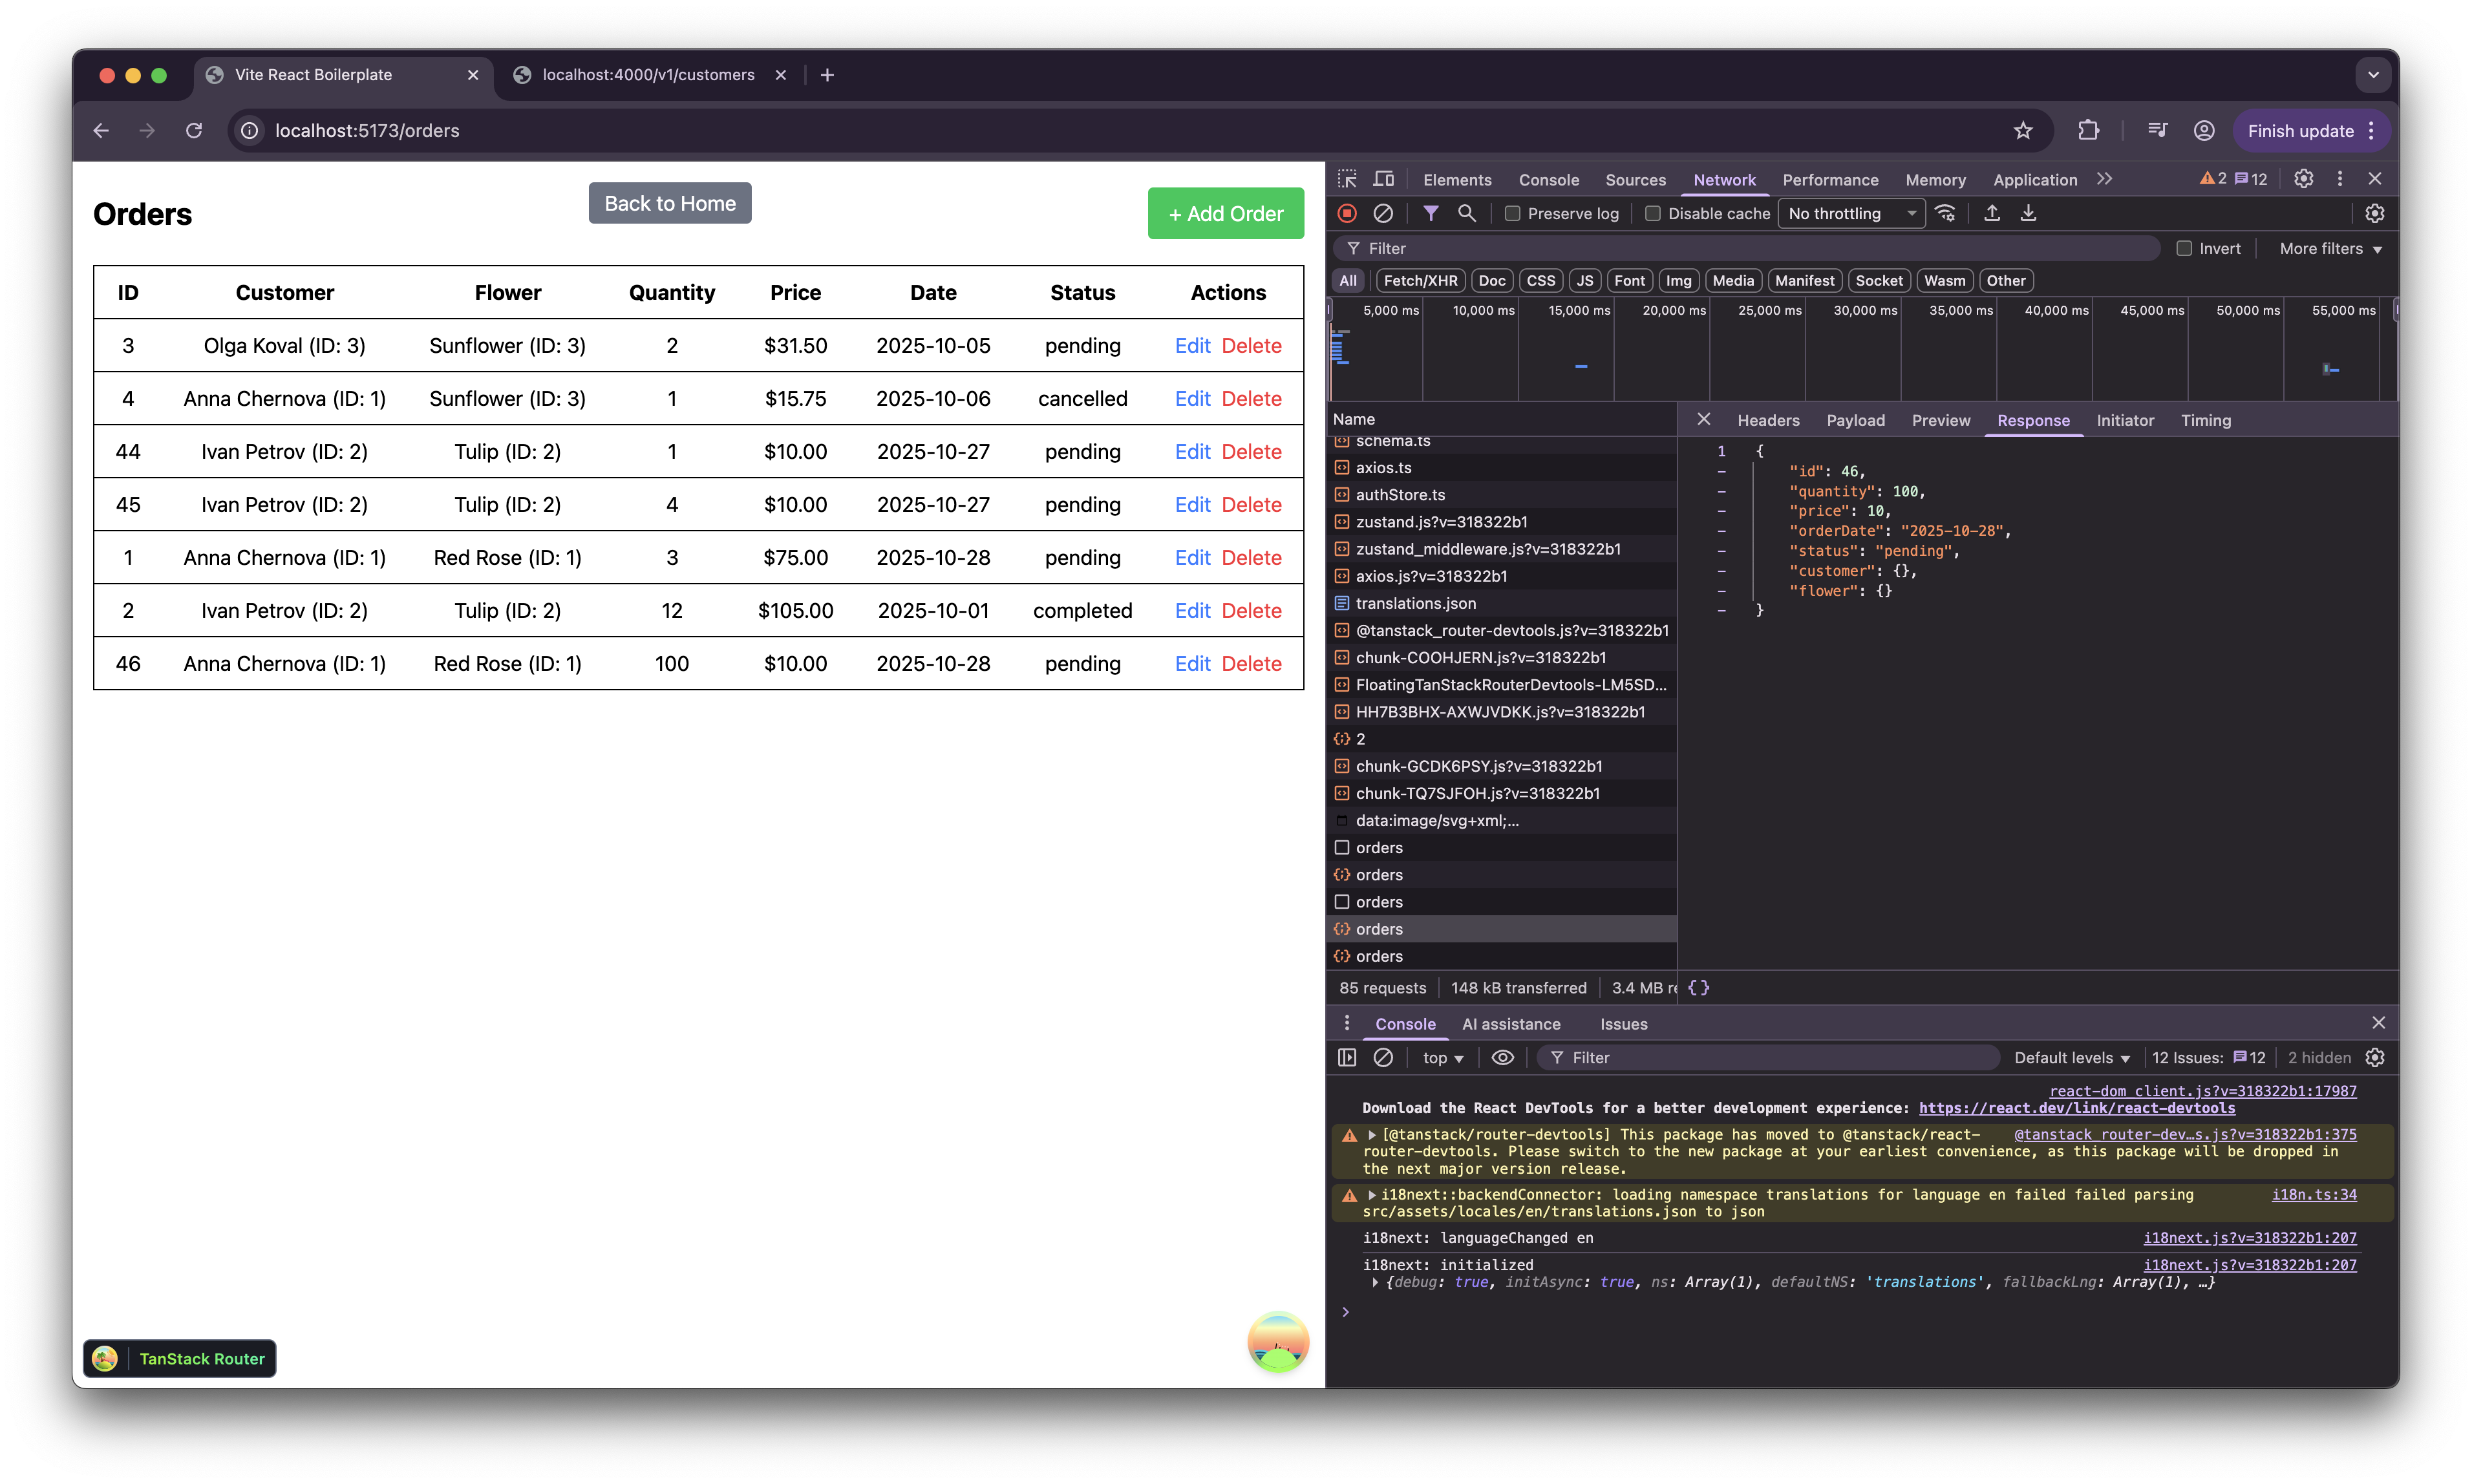 Vite React Boilerplate
localhost:4000/v1/customers
localhost:5173/orders
Finish update
Orders
Back to Home
+ Add Order
ID Customer Flower Quantity Price Date Status Actions
3 Olga Koval (ID: 3) Sunflower (ID: 3) 2 $31.50 2025-10-05 pending Edit Delete
4 Anna Chernova (ID: 1) Sunflower (ID: 3) 1 $15.75 2025-10-06 cancelled Edit Delete
44 Ivan Petrov (ID: 2) Tulip (ID: 2) 1 $10.00 2025-10-27 pending Edit Delete
45 Ivan Petrov (ID: 2) Tulip (ID: 2) 4 $10.00 2025-10-27 pending Edit Delete
1 Anna Chernova (ID: 1) Red Rose (ID: 1) 3 $75.00 2025-10-28 pending Edit Delete
2 Ivan Petrov (ID: 2) Tulip (ID: 2) 12 $105.00 2025-10-01 completed Edit Delete
46 Anna Chernova (ID: 1) Red Rose (ID: 1) 100 $10.00 2025-10-28 pending Edit Delete
TanStack Router
Elements Console Sources Network Performance Memory Application 2 12
Preserve log Disable cache No throttling
Filter Invert More filters
All Fetch/XHR Doc CSS JS Font Img Media Manifest Socket Wasm Other
5,000 ms 10,000 ms 15,000 ms 20,000 ms 25,000 ms 30,000 ms 35,000 ms 40,000 ms 45,000 ms 50,000 ms 55,000 ms
Name
schema.ts
axios.ts
authStore.ts
zustand.js?v=318322b1
zustand_middleware.js?v=318322b1
axios.js?v=318322b1
translations.json
@tanstack_router-devtools.js?v=318322b1
chunk-COOHJERN.js?v=318322b1
FloatingTanStackRouterDevtools-LM5SD...
HH7B3BHX-AXWJVDKK.js?v=318322b1
2
chunk-GCDK6PSY.js?v=318322b1
chunk-TQ7SJFOH.js?v=318322b1
data:image/svg+xml;...
orders
orders
orders
orders
orders
85 requests 148 kB transferred 3.4 MB re
Headers Payload Preview Response Initiator Timing
1 {
"id": 46,
"quantity": 100,
"price": 10,
"orderDate": "2025-10-28",
"status": "pending",
"customer": {},
"flower": {}
}
{}
Console AI assistance Issues
top Filter Default levels 12 Issues: 12 2 hidden
react-dom_client.js?v=318322b1:17987
Download the React DevTools for a better development experience: https://react.dev/link/react-devtools
[@tanstack/router-devtools] This package has moved to @tanstack/react- @tanstack_router-dev…s.js?v=318322b1:375
router-devtools. Please switch to the new package at your earliest convenience, as this package will be dropped in
the next major version release.
i18next::backendConnector: loading namespace translations for language en failed failed parsing i18n.ts:34
src/assets/locales/en/translations.json to json
i18next: languageChanged en i18next.js?v=318322b1:207
i18next: initialized i18next.js?v=318322b1:207
{debug: true, initAsync: true, ns: Array(1), defaultNS: 'translations', fallbackLng: Array(1), …}